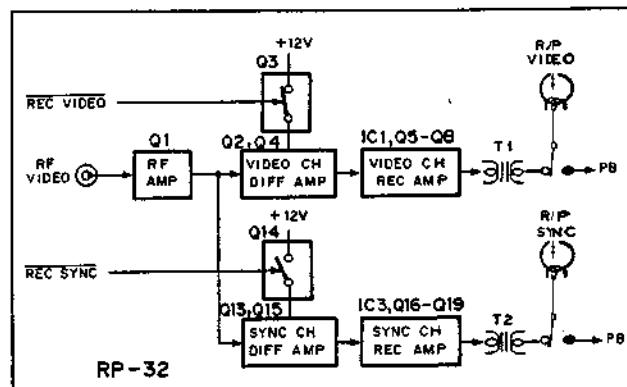 R/P
VIDEO
+12V
Q3
REC VIDEO
Q1
Q2,Q4
IC1,Q5-Q8
T1
RF
VIDEO
RF
AMP
VIDEO CH
DIFF AMP
VIDEO CH
REC AMP
PB
+12V
R/P
SYNC
Q14
REC SYNC
Q13,Q15
IC3,Q16-Q19
T2
SYNC CH
DIFF AMP
SYNC CH
REC AMP
PB
RP-32